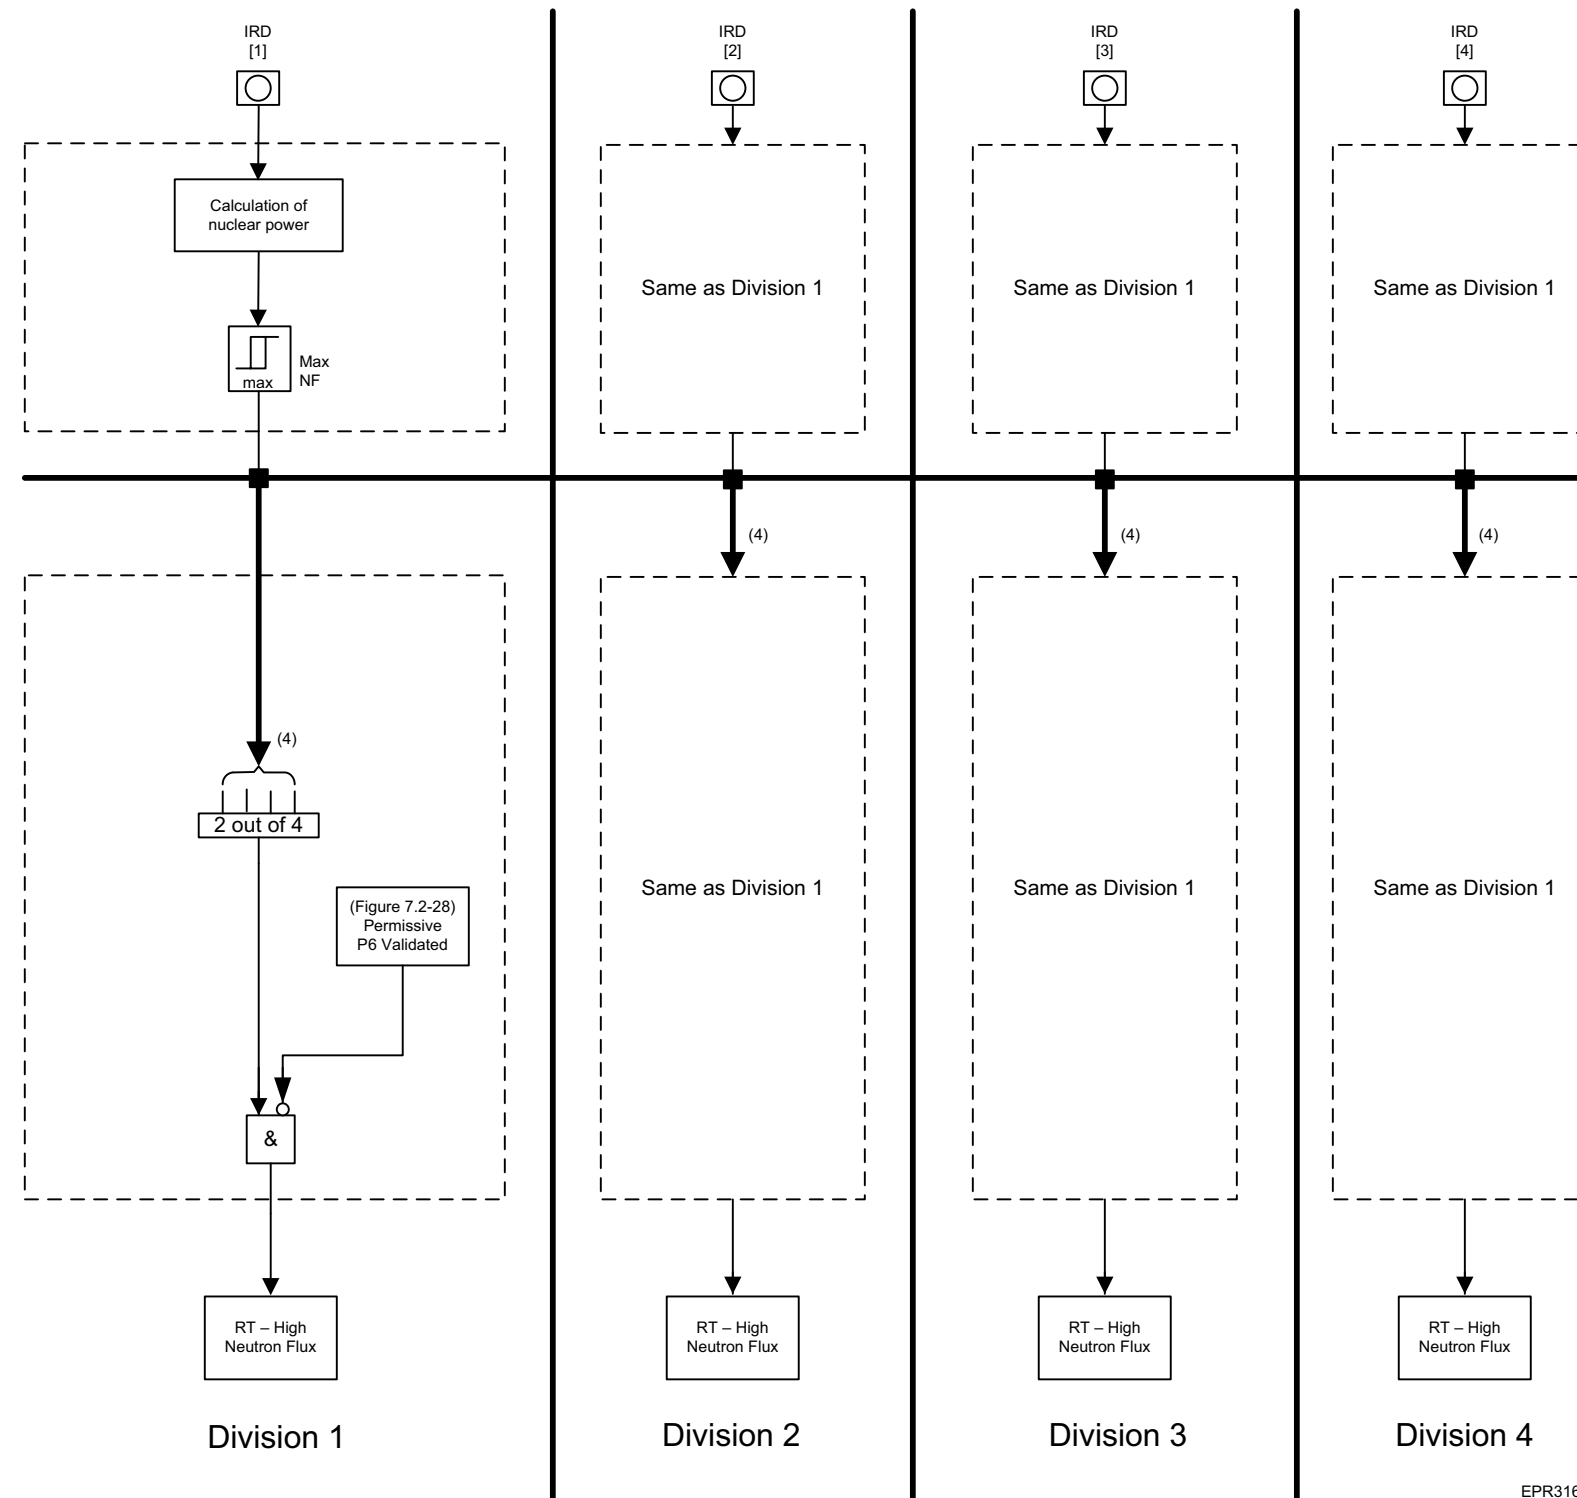 IRD
[1]
IRD
[2]
IRD
[3]
IRD
[4]
Calculation of
nuclear power
max
Max
NF
Same as Division 1
Same as Division 1
Same as Division 1
(4)
(4)
(4)
(4)
2 out of 4
(Figure 7.2-28)
Permissive
P6 Validated
&
Same as Division 1
Same as Division 1
Same as Division 1
RT – High
Neutron Flux
RT – High
Neutron Flux
RT – High
Neutron Flux
RT – High
Neutron Flux
Division 1
Division 2
Division 3
Division 4
EPR316